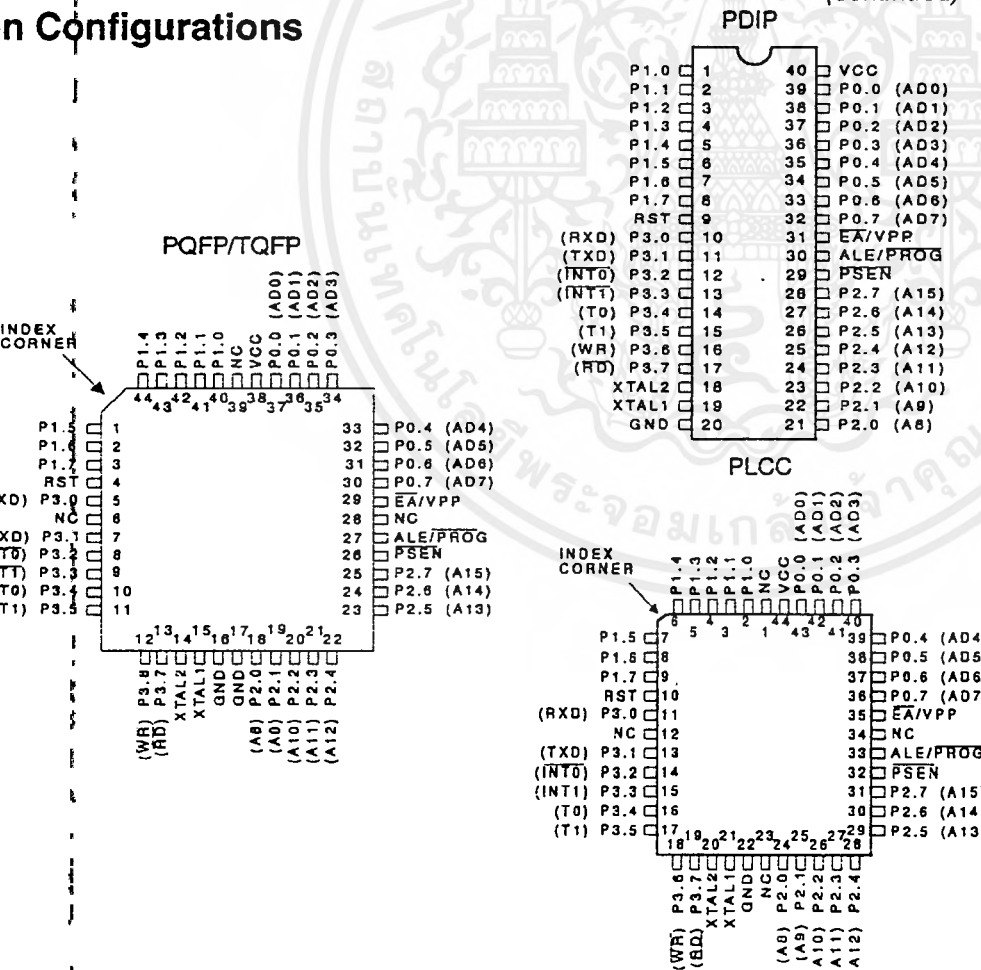 (Continued)
n Configurations
PDIP
P1.0 1 40 VCC
P1.1 2 39 P0.0 (AD0)
P1.2 3 38 P0.1 (AD1)
P1.3 4 37 P0.2 (AD2)
P1.4 5 36 P0.3 (AD3)
P1.5 6 35 P0.4 (AD4)
P1.6 7 34 P0.5 (AD5)
P1.7 8 33 P0.6 (AD6)
RST 9 32 P0.7 (AD7)
(RXD) P3.0 10 31 EA/VPP
(TXD) P3.1 11 30 ALE/PROG
(INT0) P3.2 12 29 PSEN
(INT1) P3.3 13 28 P2.7 (A15)
(T0) P3.4 14 27 P2.6 (A14)
(T1) P3.5 15 26 P2.5 (A13)
(WR) P3.6 16 25 P2.4 (A12)
(RD) P3.7 17 24 P2.3 (A11)
XTAL2 18 23 P2.2 (A10)
XTAL1 19 22 P2.1 (A9)
GND 20 21 P2.0 (A8)
PQFP/TQFP
INDEX
CORNER
P1.4 P1.3 P1.2 P1.1 P1.0 NC VCC P0.0 (AD0) P0.1 (AD1) P0.2 (AD2) P0.3 (AD3)
44 43 42 41 40 39 38 37 36 35 34
P1.5 1 33 P0.4 (AD4)
P1.6 2 32 P0.5 (AD5)
P1.7 3 31 P0.6 (AD6)
RST 4 30 P0.7 (AD7)
XD) P3.0 5 29 EA/VPP
NC 6 28 NC
XD) P3.1 7 27 ALE/PROG
T0) P3.2 8 26 PSEN
T1) P3.3 9 25 P2.7 (A15)
T0) P3.4 10 24 P2.6 (A14)
T1) P3.5 11 23 P2.5 (A13)
12 13 14 15 16 17 18 19 20 21 22
(WR) P3.6 (RD) P3.7 XTAL2 XTAL1 GND GND (A8) P2.0 (A9) P2.1 (A10) P2.2 (A11) P2.3 (A12) P2.4
PLCC
INDEX
CORNER
P1.4 P1.3 P1.2 P1.1 P1.0 NC VCC P0.0 (AD0) P0.1 (AD1) P0.2 (AD2) P0.3 (AD3)
6 5 4 3 2 1 44 43 42 41 40
P1.5 7 39 P0.4 (AD4
P1.6 8 38 P0.5 (AD5
P1.7 9 37 P0.6 (AD6
RST 10 36 P0.7 (AD7
(RXD) P3.0 11 35 EA/VPP
NC 12 34 NC
(TXD) P3.1 13 33 ALE/PROG
(INT0) P3.2 14 32 PSEN
(INT1) P3.3 15 31 P2.7 (A15
(T0) P3.4 16 30 P2.6 (A14
(T1) P3.5 17 29 P2.5 (A13
18 19 20 21 22 23 24 25 26 27 28
(WR) P3.6 (RD) P3.7 XTAL2 XTAL1 GND NC (A8) P2.0 (A9) P2.1 A10) P2.2 A11) P2.3 A12) P2.4